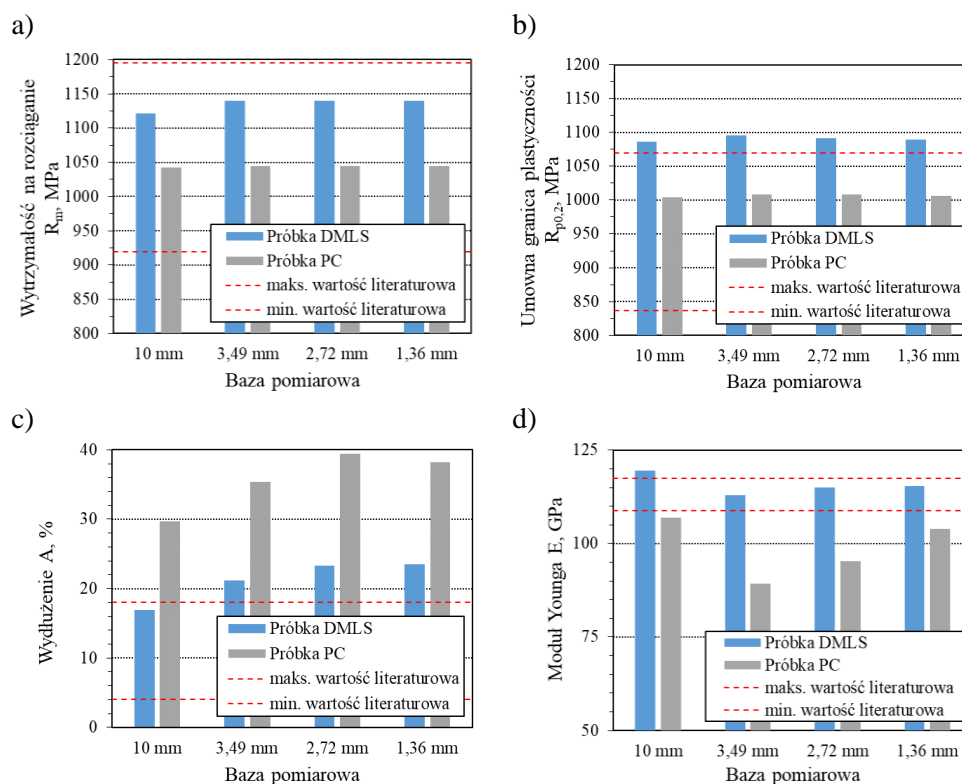 a)
Wytrzymałość na rozciąganie
Rm, MPa
1200
1150
1100
1050
1000
950
900
850
800
Próbka DMLS
Próbka PC
maks. wartość literaturowa
min. wartość literaturowa
10 mm 3,49 mm 2,72 mm 1,36 mm
Baza pomiarowa
b)
Umowna granica plastyczności
Rp0,2, MPa
1200
1150
1100
1050
1000
950
900
850
800
Próbka DMLS
Próbka PC
maks. wartość literaturowa
min. wartość literaturowa
10 mm 3,49 mm 2,72 mm 1,36 mm
Baza pomiarowa
c)
Wydłużenie A, %
40
30
20
10
0
Próbka DMLS
Próbka PC
maks. wartość literaturowa
min. wartość literaturowa
10 mm 3,49 mm 2,72 mm 1,36 mm
Baza pomiarowa
d)
Moduł Younga E, GPa
125
100
75
50
Próbka DMLS
Próbka PC
maks. wartość literaturowa
min. wartość literaturowa
10 mm 3,49 mm 2,72 mm 1,36 mm
Baza pomiarowa